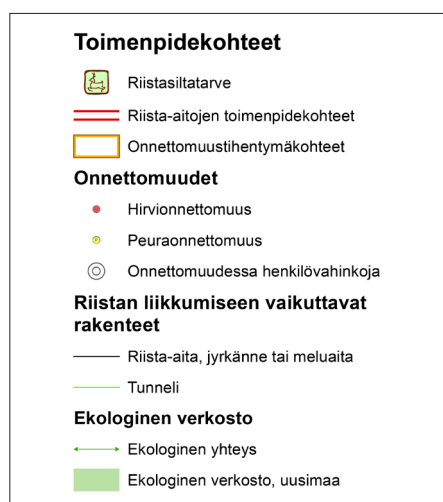 Toimenpidekohteet
Riistasiltatarve
Riista-aitojen toimenpidekohteet
Onnettomuustihentymäkohteet
Onnettomuudet
Hirvionnettomuus
Peuraonnettomuus
Onnettomuudessa henkilövahinkoja
Riistan liikkumiseen vaikuttavat
rakenteet
Riista-aita, jyrkänne tai meluaita
Tunneli
Ekologinen verkosto
Ekologinen yhteys
Ekologinen verkosto, uusimaa